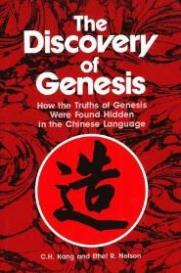 The
Discovery
of
Genesis
How the Truths of Genesis
Were Found Hidden
in the Chinese Language
造
C.H. Kang and Ethel R. Nelson